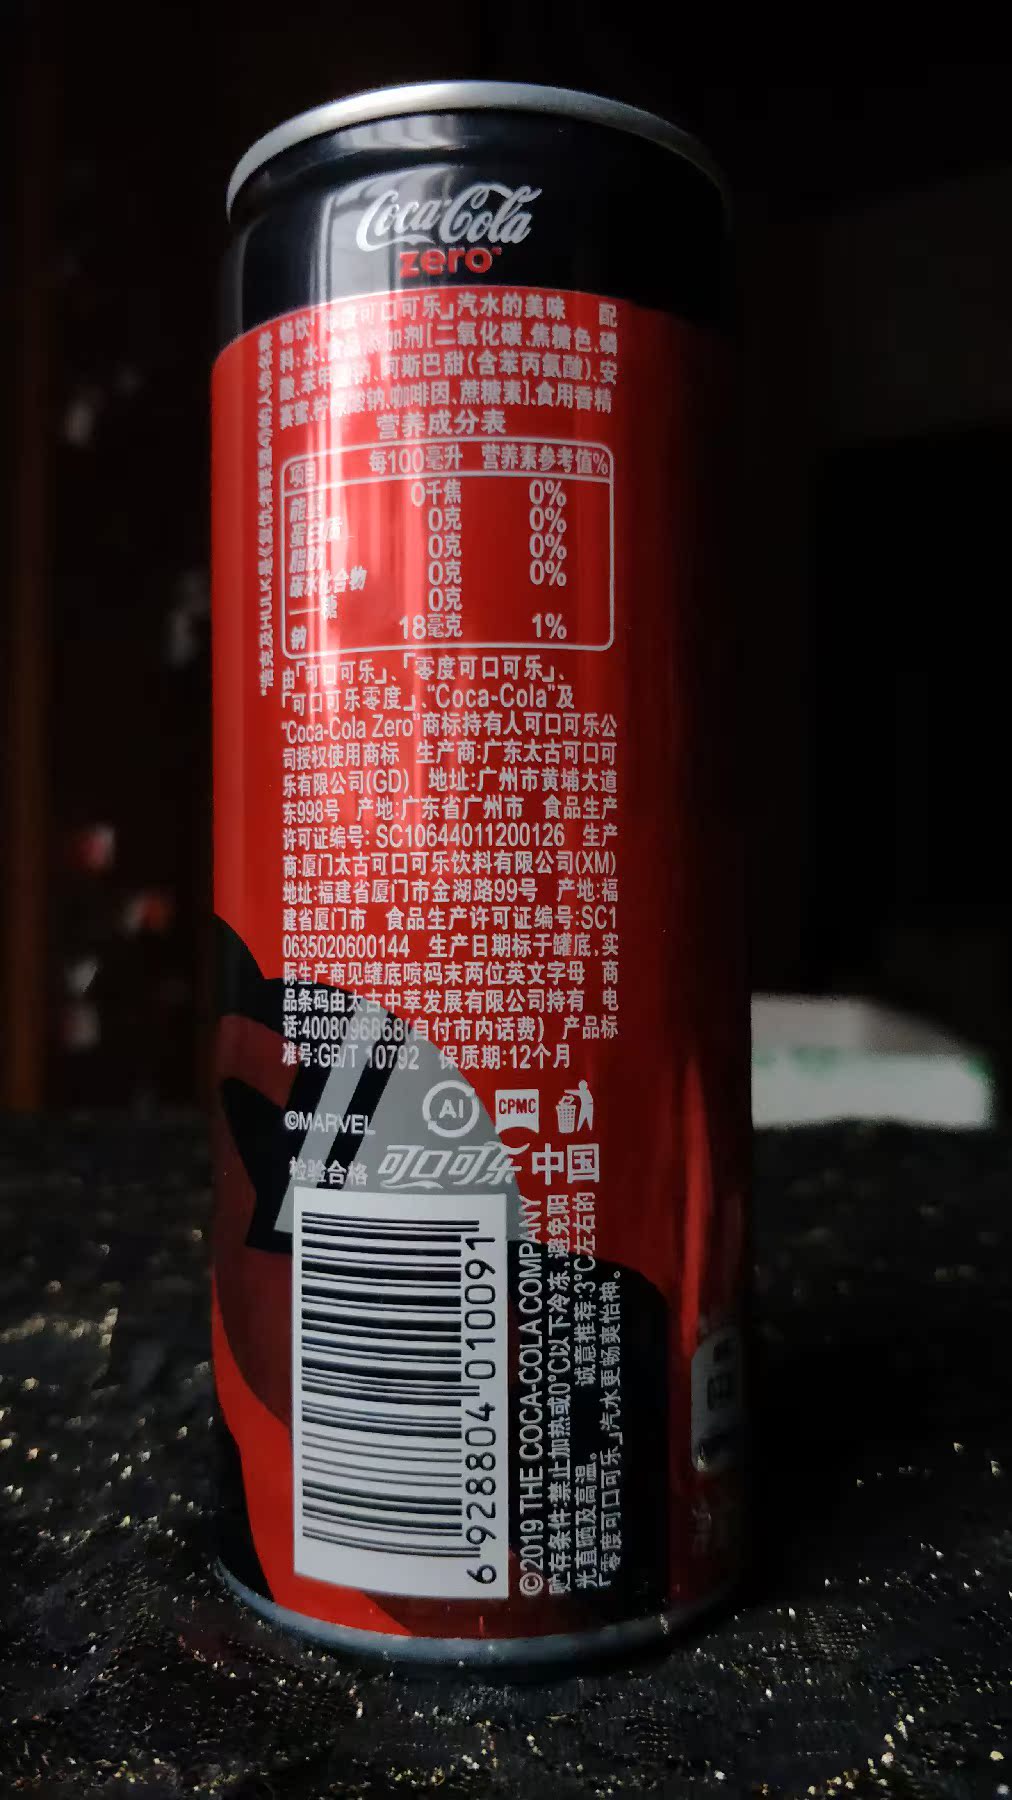 Coca-Cola
zero™
畅饮「零度可口可乐」汽水的美味 配
料:水、食品添加剂[二氧化碳、焦糖色、磷
酸、苯甲酸钠、阿斯巴甜(含苯丙氨酸)、安
赛蜜、柠檬酸钠、咖啡因、蔗糖素]、食用香精
营养成分表
项目 每100毫升 营养素参考值%
能量 0千焦 0%
蛋白质 0克 0%
脂肪 0克 0%
碳水化合物 0克 0%
——糖 0克
钠 18毫克 1%
由「可口可乐」、「零度可口可乐」、
「可口可乐零度」、“Coca-Cola”及
“Coca-Cola Zero”商标持有人可口可乐公
司授权使用商标 生产商:广东太古可口可
乐有限公司(GD) 地址:广州市黄埔大道
东998号 产地:广东省广州市 食品生产
许可证编号: SC10644011200126 生产
商:厦门太古可口可乐饮料有限公司(XM)
地址:福建省厦门市金湖路99号 产地:福
建省厦门市 食品生产许可证编号:SC1
0635020600144 生产日期标于罐底,实
际生产商见罐底喷码末两位英文字母 商
品条码由太古中萃发展有限公司持有 电
话:4008096868(自付市内话费) 产品标
准号:GB/T 10792 保质期:12个月
©MARVEL
Al
CPMC
检验合格
可口可乐 中国
6 928804 010091
©2019 THE COCA-COLA COMPANY
贮存条件:禁止加热或0°C以下冷冻,避免阳
光直晒及高温。 诚意推荐:3°C左右的
「零度可口可乐」汽水更畅爽怡神。